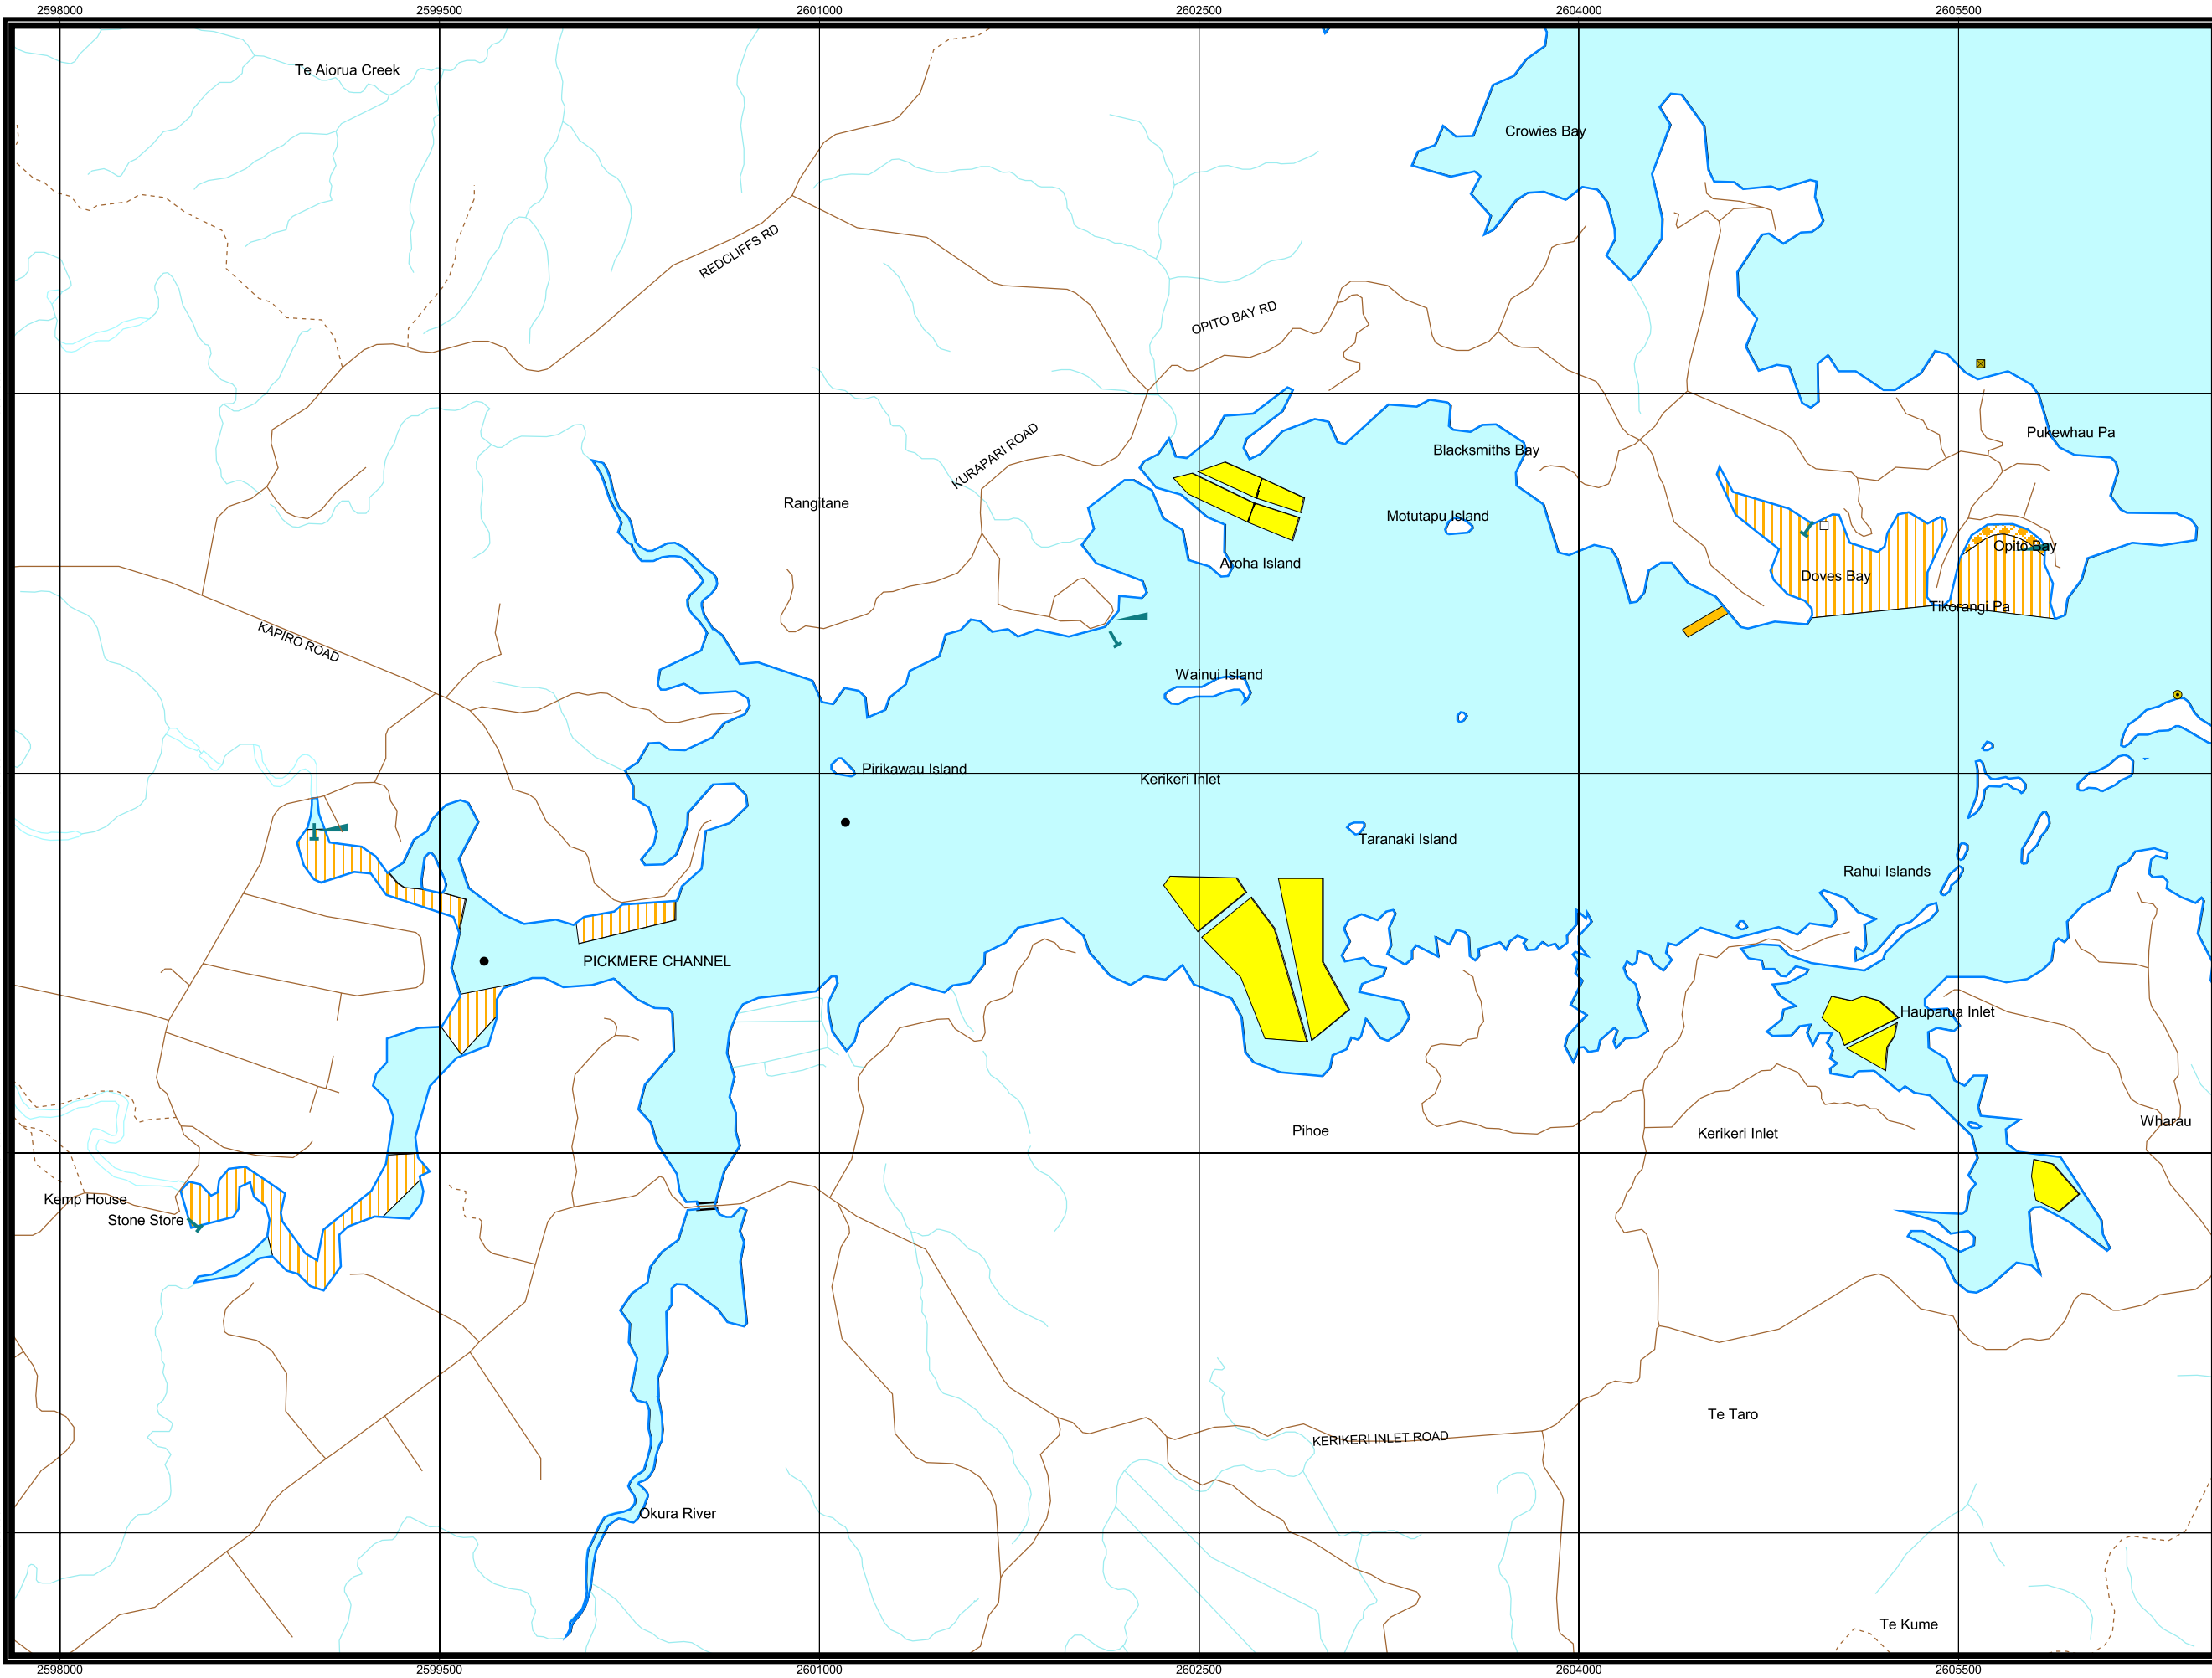 2598000 2599500 2601000 2602500 2604000 2605500
Te Aiorua Creek
Crowies Bay
REDCLIFFS RD
OPITO BAY RD
Pukewhau Pa
KURAPARI ROAD
Blacksmiths Bay
Rangitane
Motutapu Island
Opito Bay
Aroha Island
Doves Bay
Tikorangi Pa
KAPIRO ROAD
Wainui Island
Pirikawau Island
Kerikeri Inlet
Taranaki Island
Rahui Islands
PICKMERE CHANNEL
Hauparua Inlet
Wharau
Pihoe
Kerikeri Inlet
Kemp House
Stone Store
Te Taro
KERIKERI INLET ROAD
Okura River
Te Kume
2598000 2599500 2601000 2602500 2604000 2605500